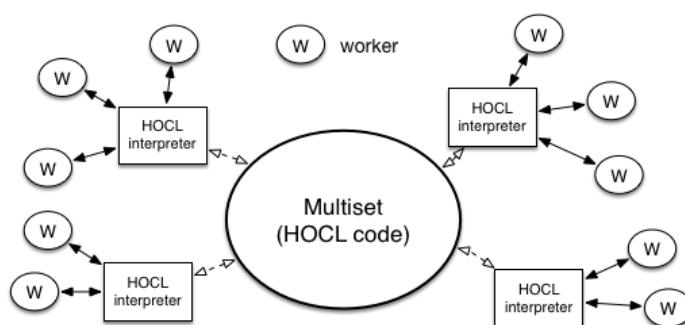 W
W
worker
W
W
HOCL
interpreter
HOCL
interpreter
W
W
W
Multiset
(HOCL code)
W
W
HOCL
interpreter
HOCL
interpreter
W
W
W